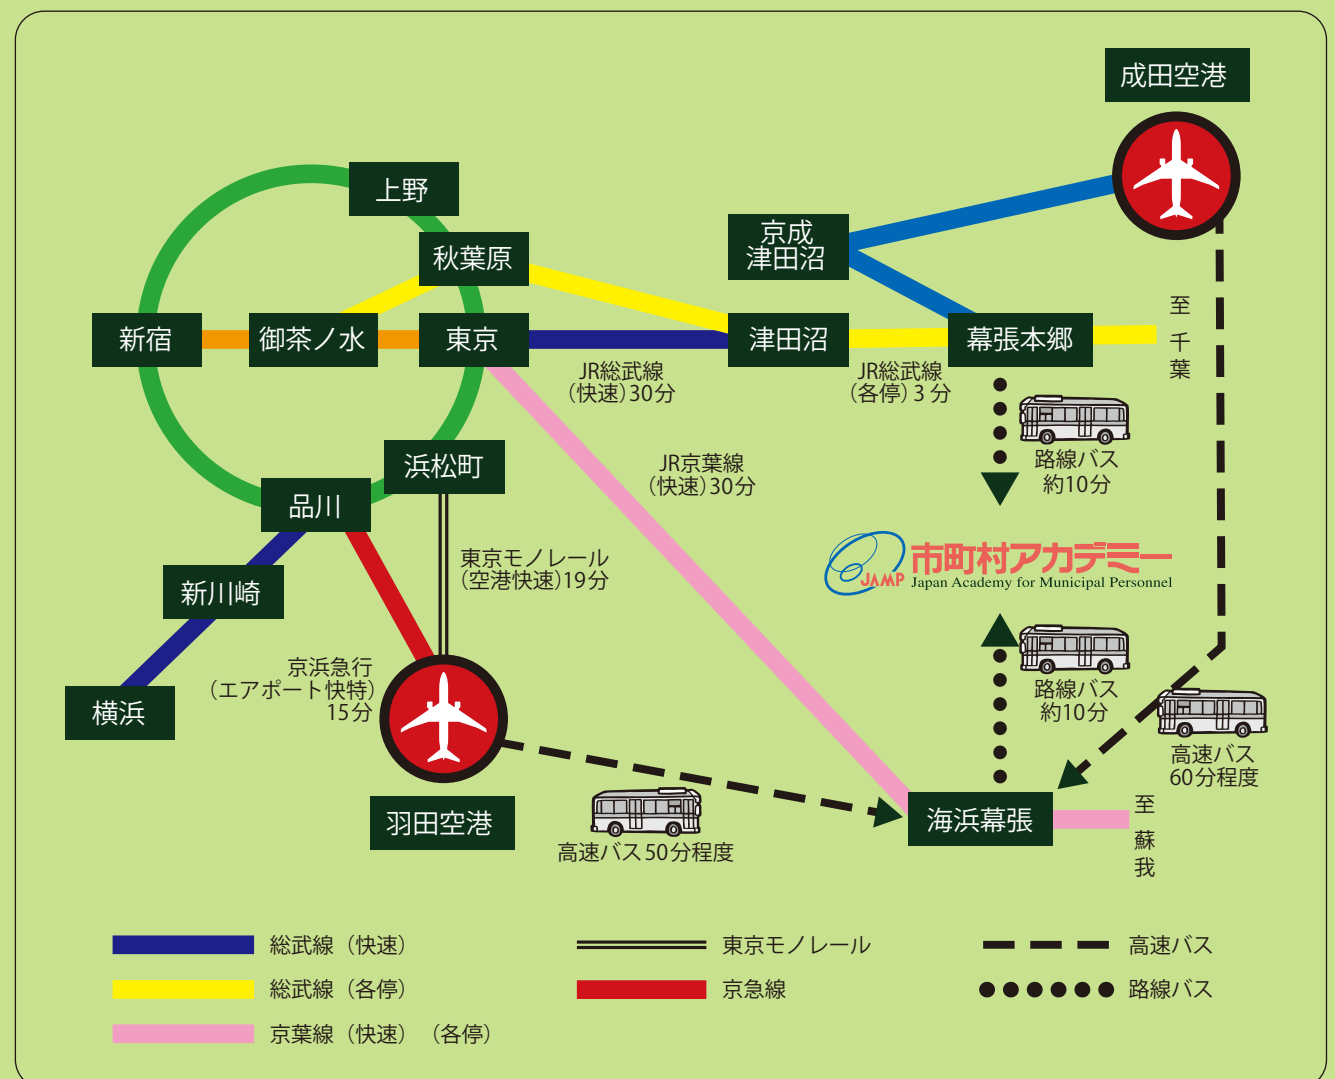 成田空港
上野
京成
津田沼
秋葉原
新宿
御茶ノ水
東京
津田沼
幕張本郷
至
千
葉
JR総武線
(快速)30分
JR総武線
(各停)3分
路線バス
約10分
JR京葉線
(快速)30分
浜松町
品川
東京モノレール
(空港快速)19分
市町村アカデミー
JAMP
Japan Academy for Municipal Personnel
新川崎
横浜
京浜急行
(エアポート快特)
15分
路線バス
約10分
高速バス
60分程度
羽田空港
高速バス50分程度
海浜幕張
至
蘇
我
総武線（快速）
東京モノレール
高速バス
総武線（各停）
京急線
路線バス
京葉線（快速）（各停）